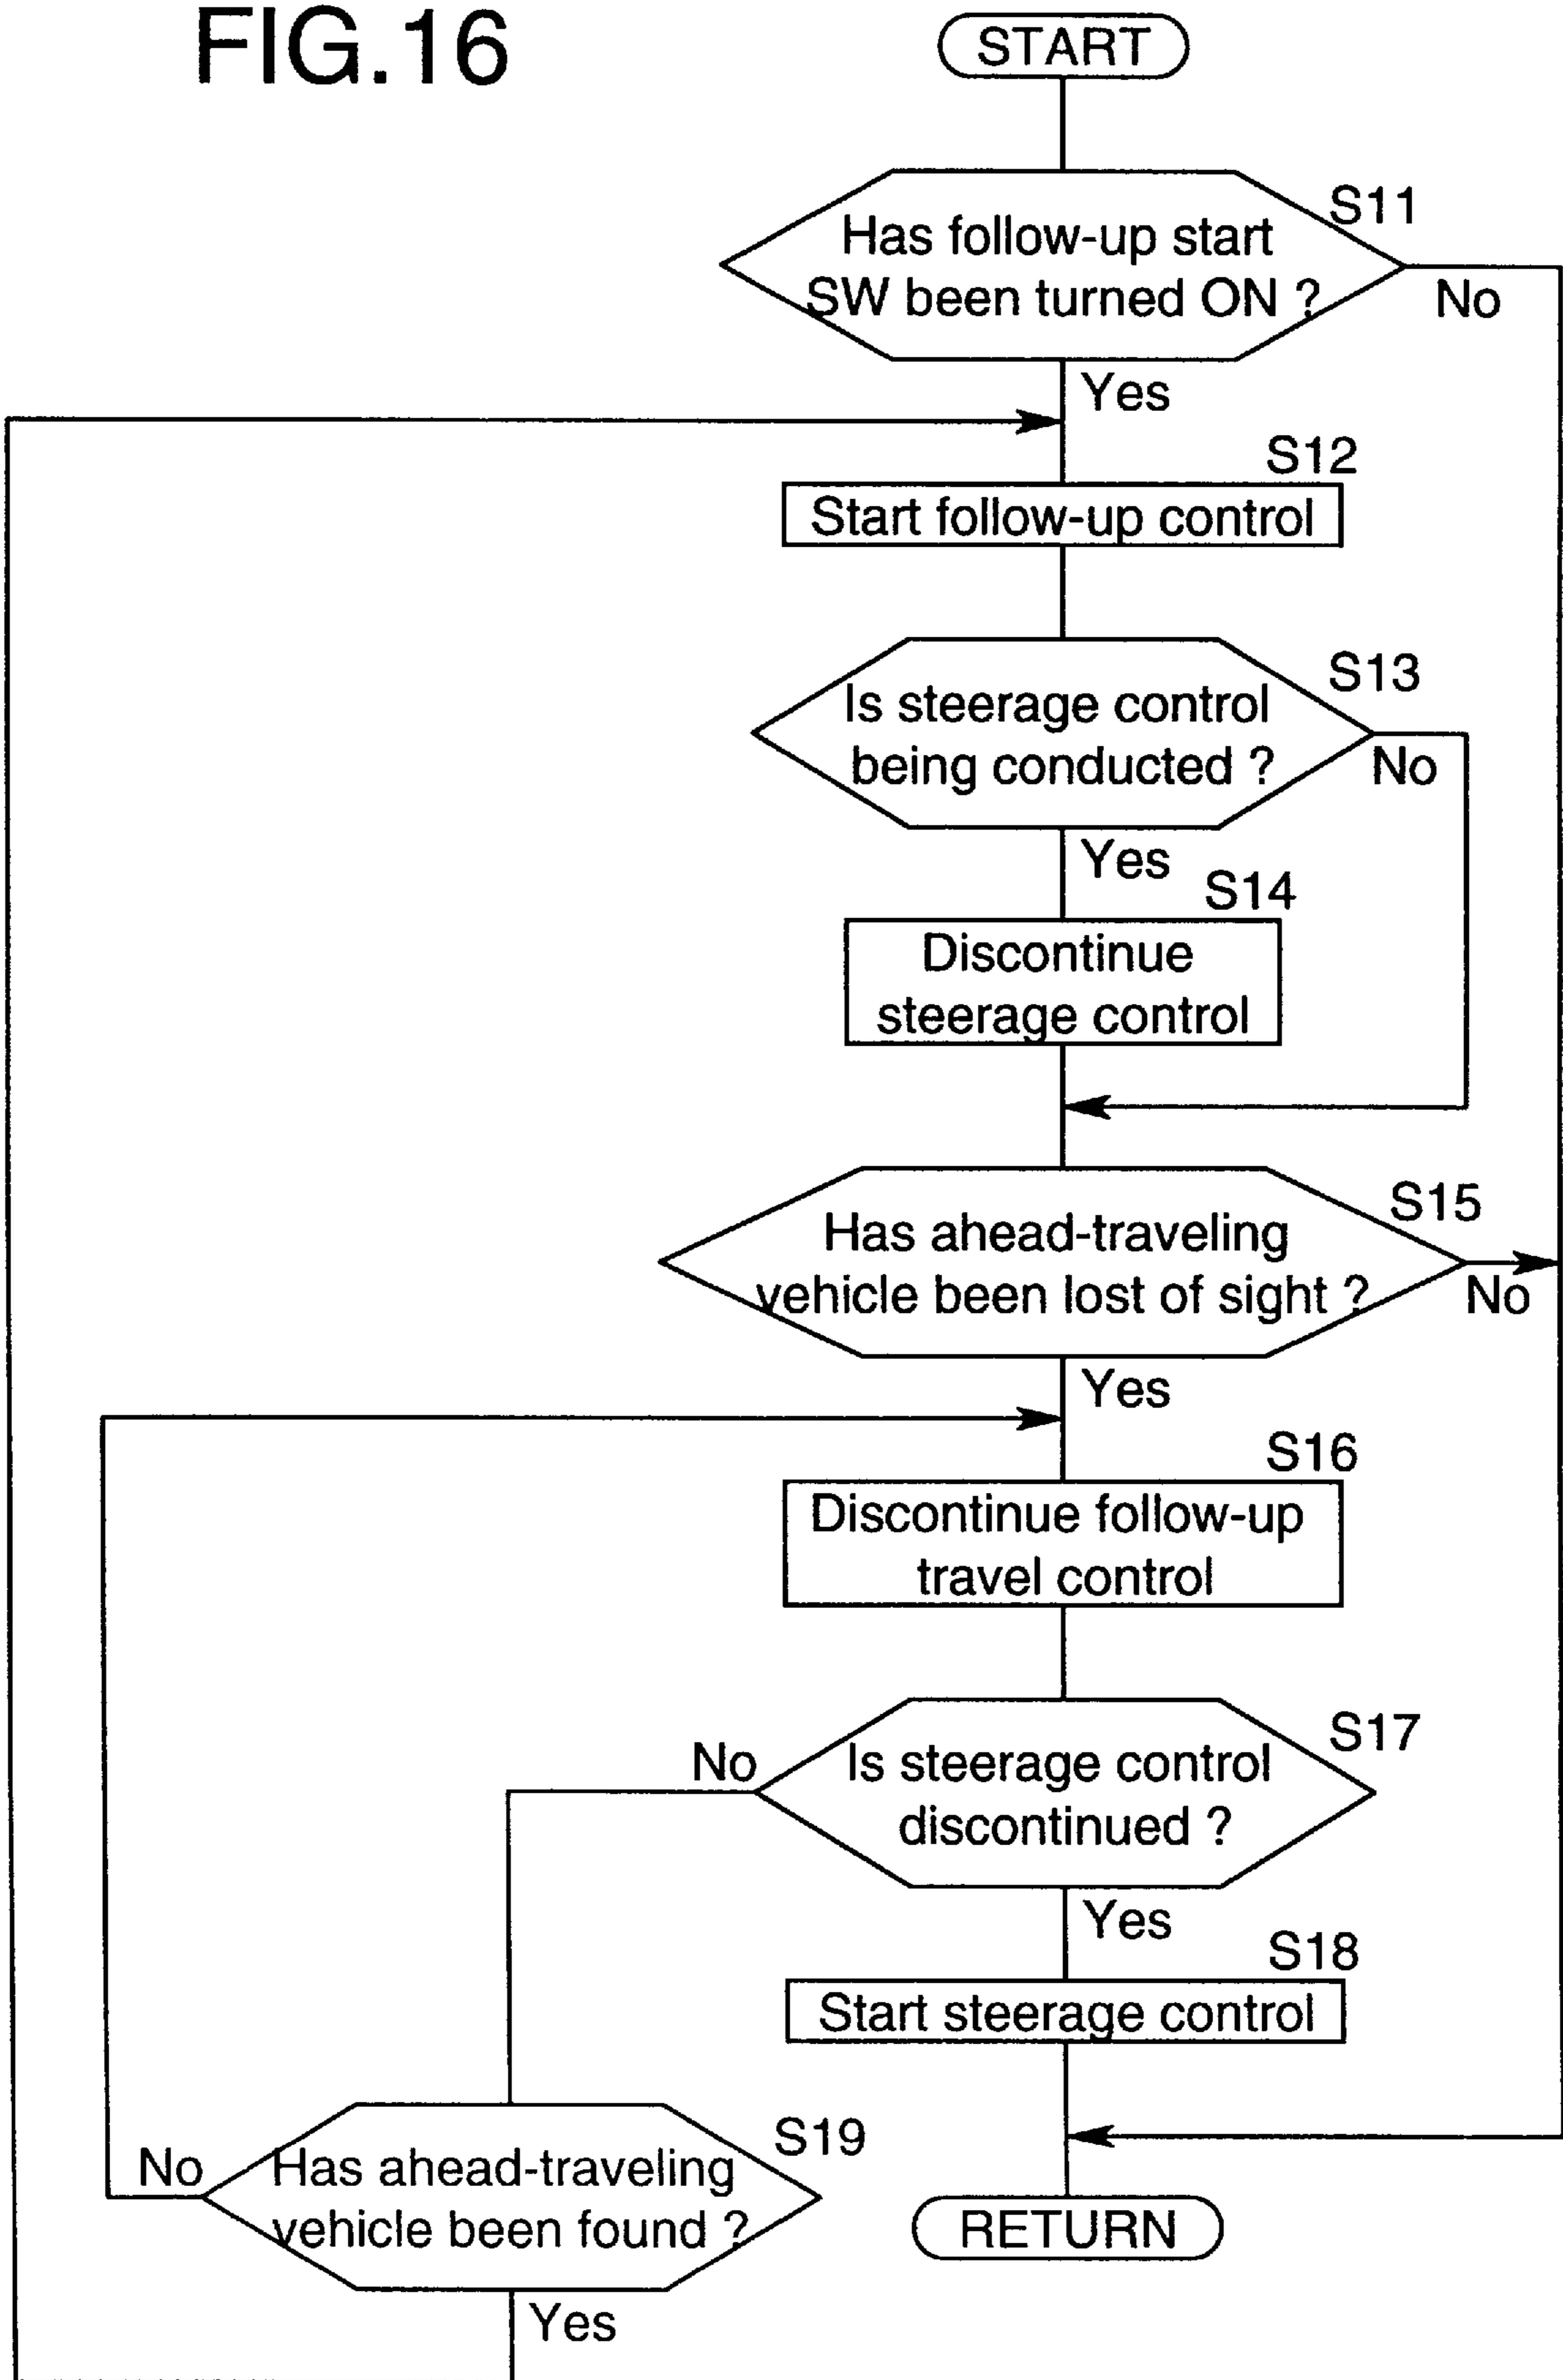 FIG.16
START
S11
Has follow-up start
SW been turned ON ?
No
Yes
S12
Start follow-up control
S13
Is steerage control
being conducted ?
No
Yes
S14
Discontinue
steerage control
S15
Has ahead-traveling
vehicle been lost of sight ?
No
Yes
S16
Discontinue follow-up
travel control
S17
No
Is steerage control
discontinued ?
Yes
S18
Start steerage control
S19
No
Has ahead-traveling
vehicle been found ?
RETURN
Yes